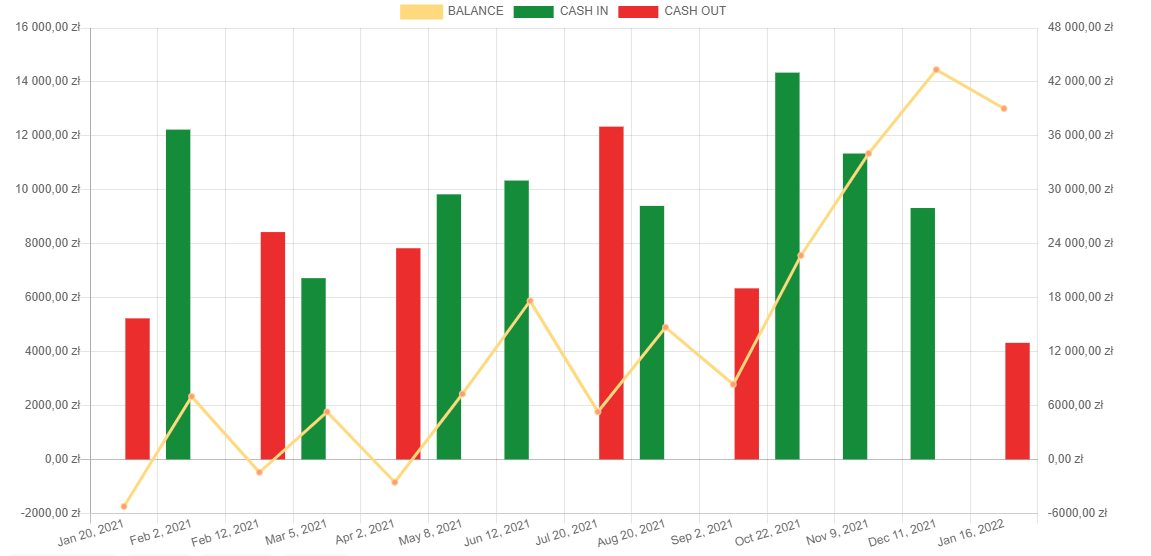 BALANCE CASH IN CASH OUT
16 000,00 zł 48 000,00 zł
14 000,00 zł 42 000,00 zł
12 000,00 zł 36 000,00 zł
10 000,00 zł 30 000,00 zł
8000,00 zł 24 000,00 zł
6000,00 zł 18 000,00 zł
4000,00 zł 12 000,00 zł
2000,00 zł 6000,00 zł
0,00 zł 0,00 zł
-2000,00 zł -6000,00 zł
Jan 20, 2021 Feb 2, 2021 Feb 12, 2021 Mar 5, 2021 Apr 2, 2021 May 8, 2021 Jun 12, 2021 Jul 20, 2021 Aug 20, 2021 Sep 2, 2021 Oct 22, 2021 Nov 9, 2021 Dec 11, 2021 Jan 16, 2022